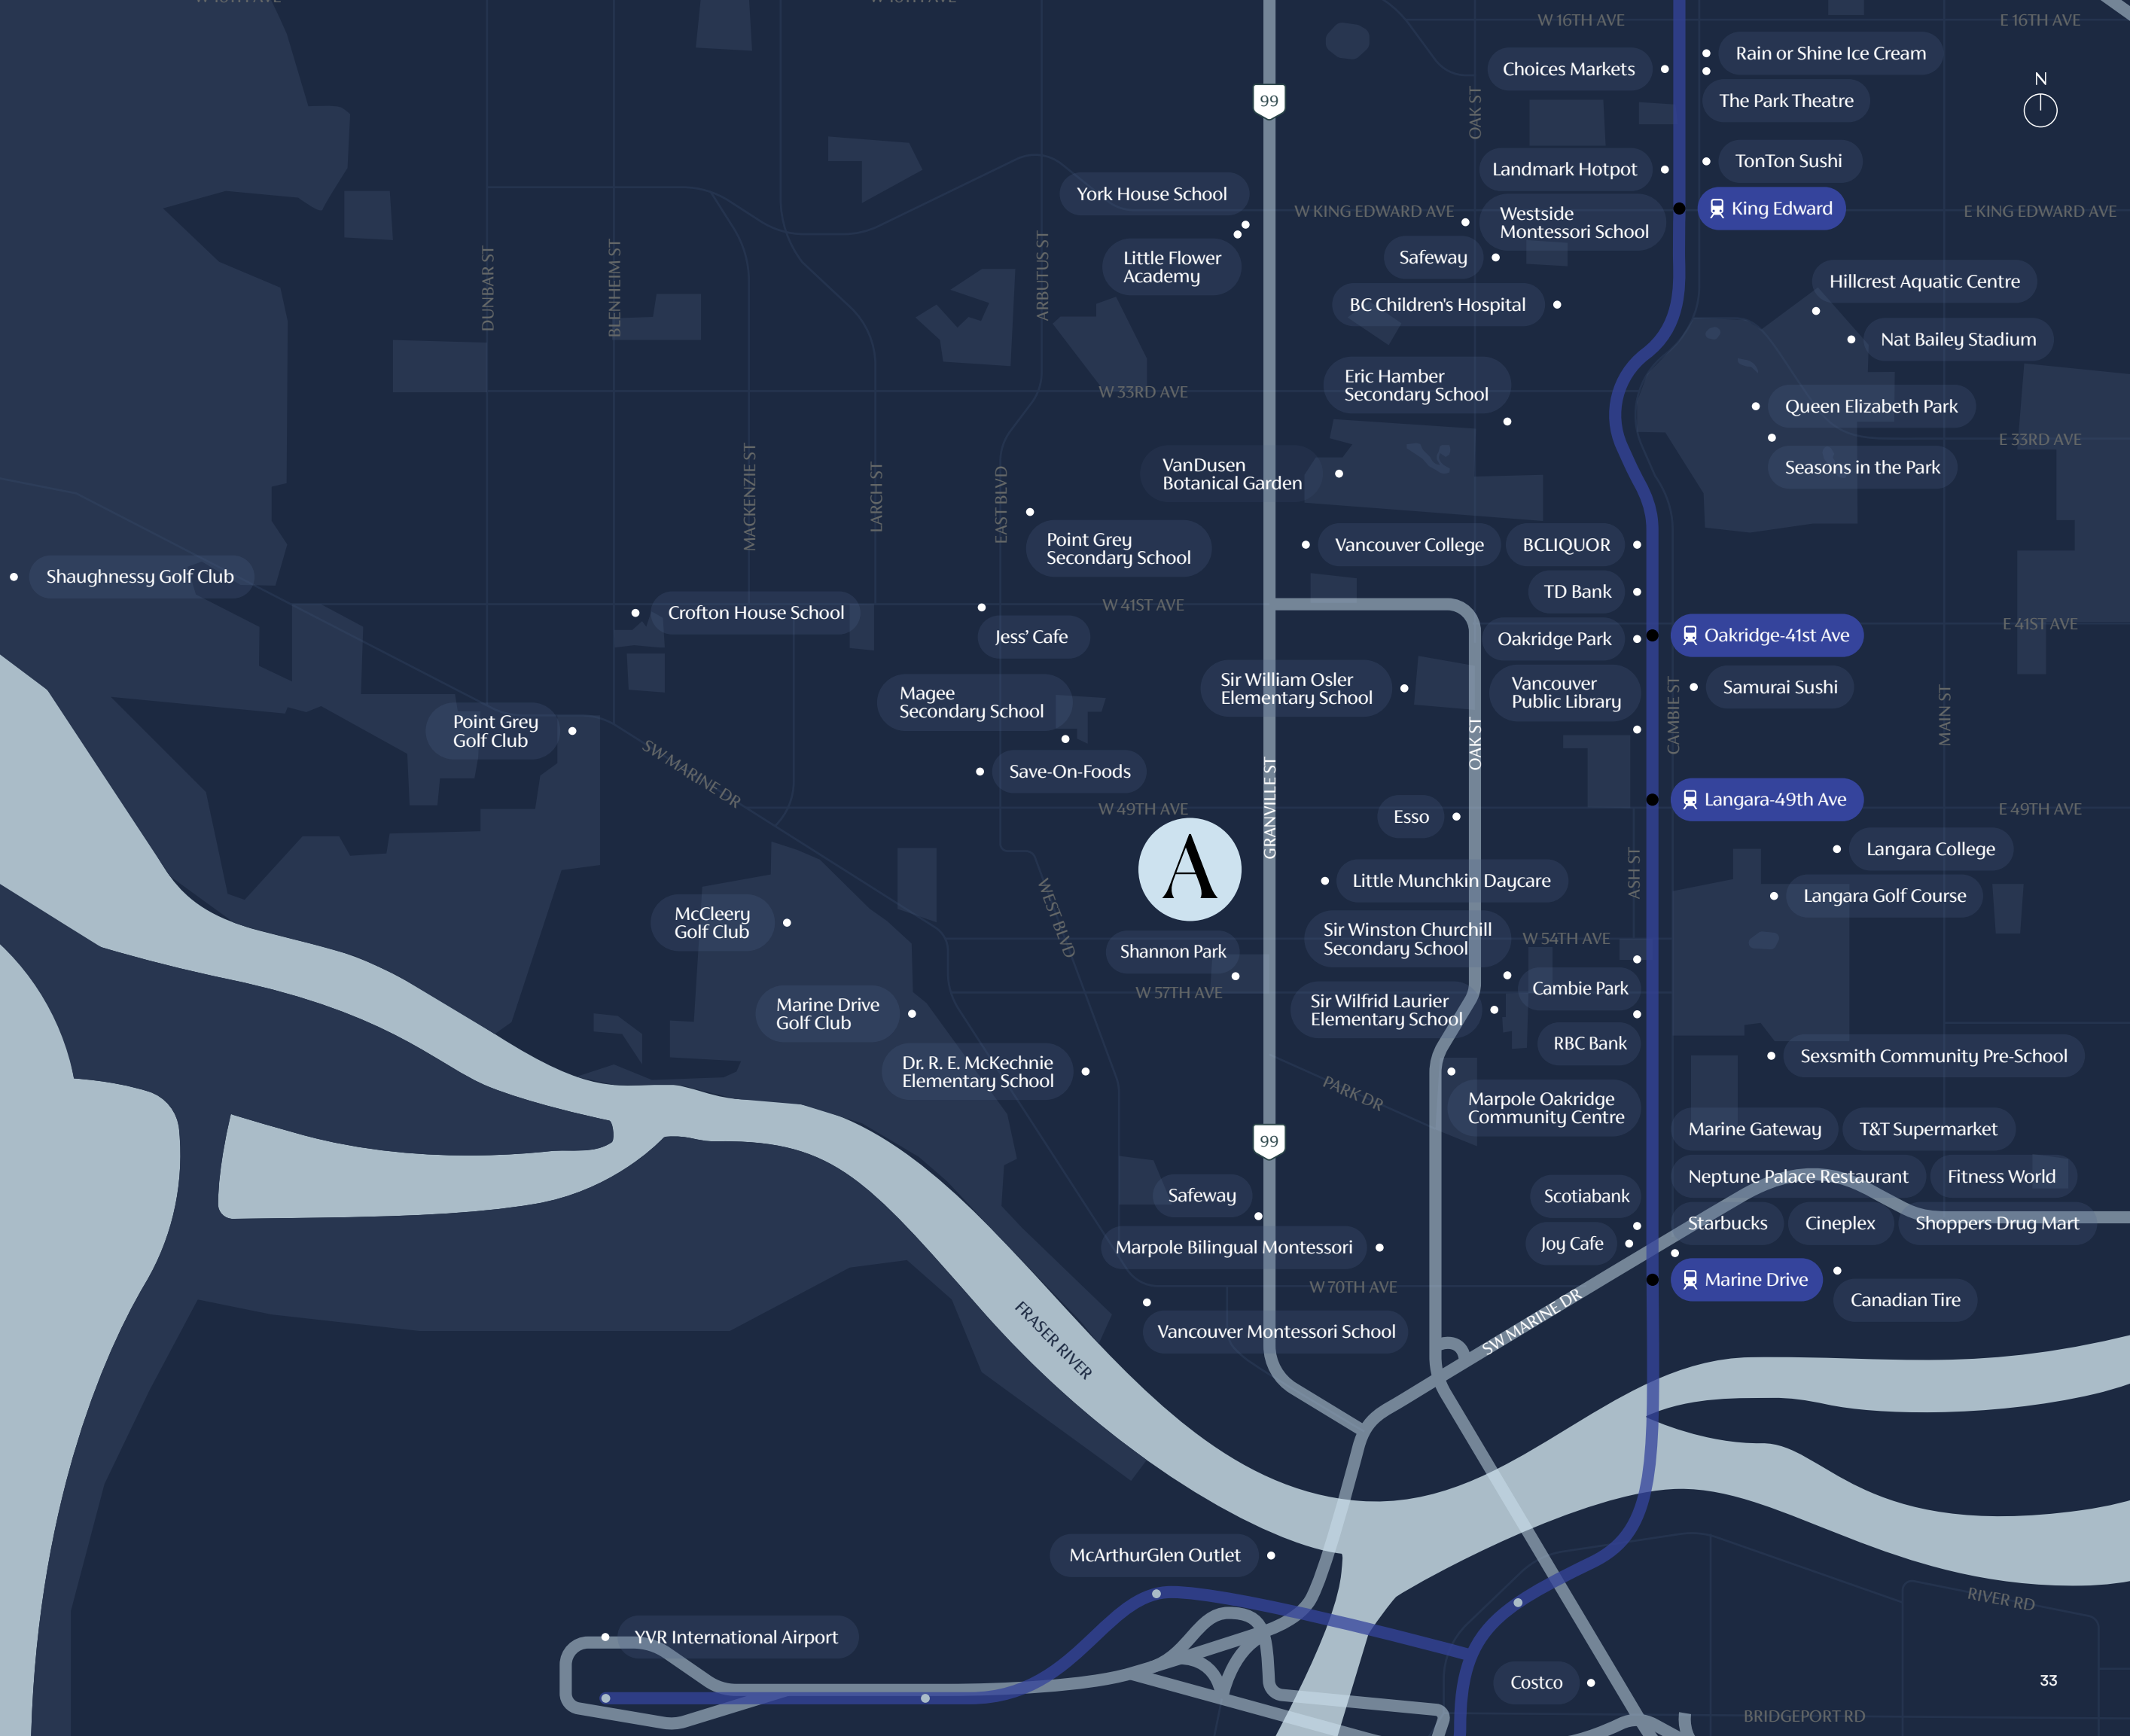 W 16TH AVE
E 16TH AVE
Rain or Shine Ice Cream
Choices Markets
The Park Theatre
N
99
OAK ST
TonTon Sushi
Landmark Hotpot
York House School
W KING EDWARD AVE
Westside
Montessori School
King Edward
E KING EDWARD AVE
Little Flower
Academy
Safeway
DUNBAR ST
BLENHEIM ST
ARBUTUS ST
BC Children's Hospital
Hillcrest Aquatic Centre
Nat Bailey Stadium
W 33RD AVE
Eric Hamber
Secondary School
Queen Elizabeth Park
E 33RD AVE
VanDusen
Botanical Garden
Seasons in the Park
MACKENZIE ST
LARCH ST
EAST BLVD
Point Grey
Secondary School
Vancouver College
BCLIQUOR
Shaughnessy Golf Club
TD Bank
Crofton House School
W 41ST AVE
Jess' Cafe
Oakridge Park
Oakridge-41st Ave
E 41ST AVE
Magee
Secondary School
Sir William Osler
Elementary School
Vancouver
Public Library
Samurai Sushi
CAMBIE ST
MAIN ST
Point Grey
Golf Club
SW MARINE DR
Save-On-Foods
OAK ST
GRANVILLE ST
W 49TH AVE
Esso
Langara-49th Ave
E 49TH AVE
A
Langara College
Little Munchkin Daycare
ASH ST
Langara Golf Course
McCleery
Golf Club
WEST BLVD
Shannon Park
Sir Winston Churchill
Secondary School
W 54TH AVE
W 57TH AVE
Cambie Park
Marine Drive
Golf Club
Sir Wilfrid Laurier
Elementary School
RBC Bank
Dr. R. E. McKechnie
Elementary School
Sexsmith Community Pre-School
PARK DR
Marpole Oakridge
Community Centre
99
Marine Gateway
T&T Supermarket
Neptune Palace Restaurant
Fitness World
Safeway
Scotiabank
Starbucks
Cineplex
Shoppers Drug Mart
Marpole Bilingual Montessori
Joy Cafe
W 70TH AVE
Marine Drive
Canadian Tire
Vancouver Montessori School
SW MARINE DR
FRASER RIVER
McArthurGlen Outlet
RIVER RD
YVR International Airport
Costco
33
BRIDGEPORT RD